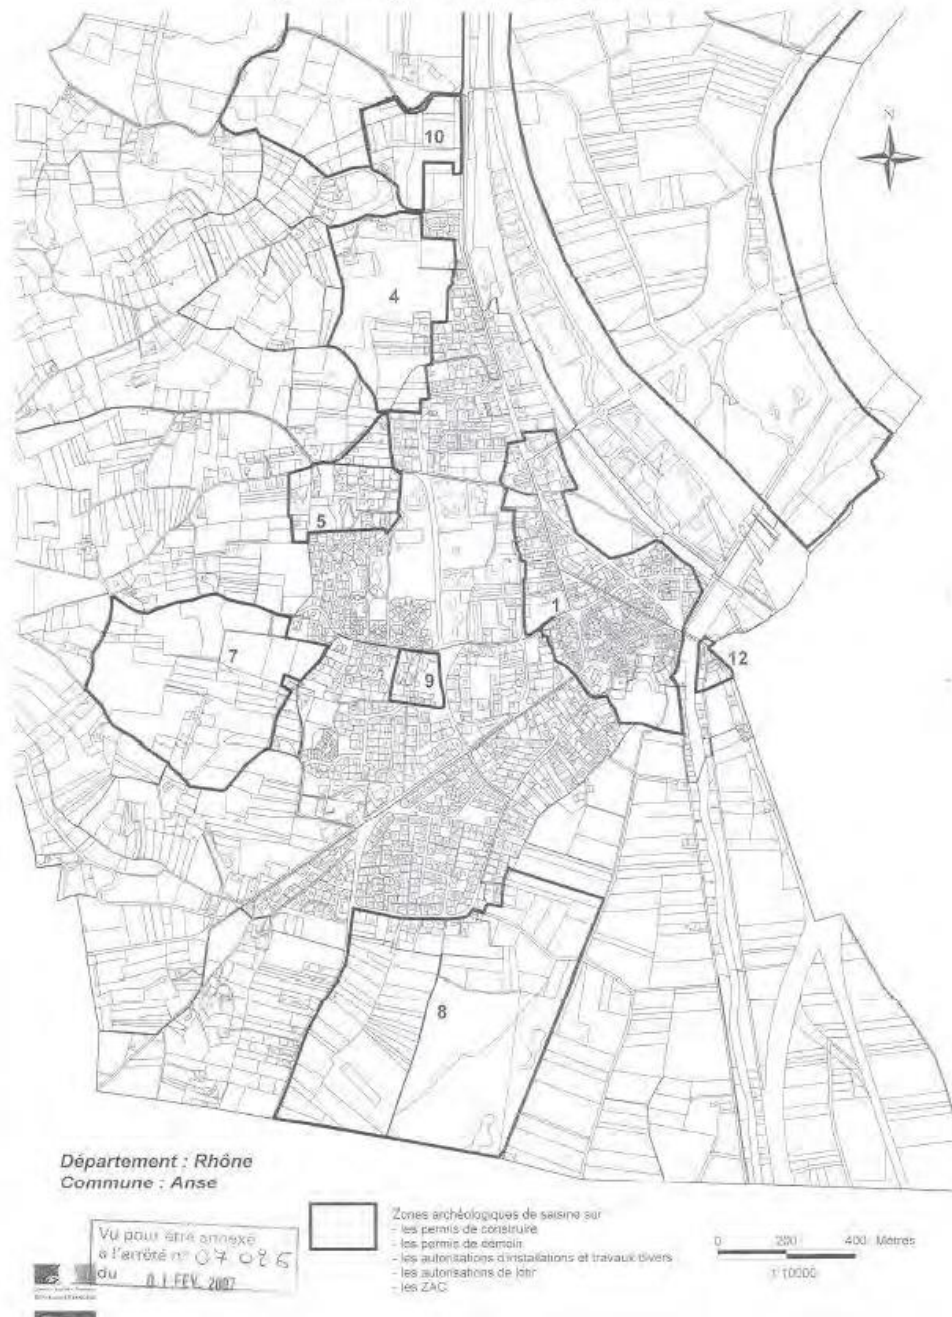 N
10
4
5
1
7
9
12
8
Département : Rhône
Commune : Anse
Zones archéologiques de saisine sur
- les permis de construire
- les permis de démolir
- les autorisations d'installations et travaux divers
- les autorisations de lotir
- les ZAC
0 200 400 Mètres
1:10000
Vu pour être annexé
à l'arrêté n° 07 026
du 01 FEV. 2007